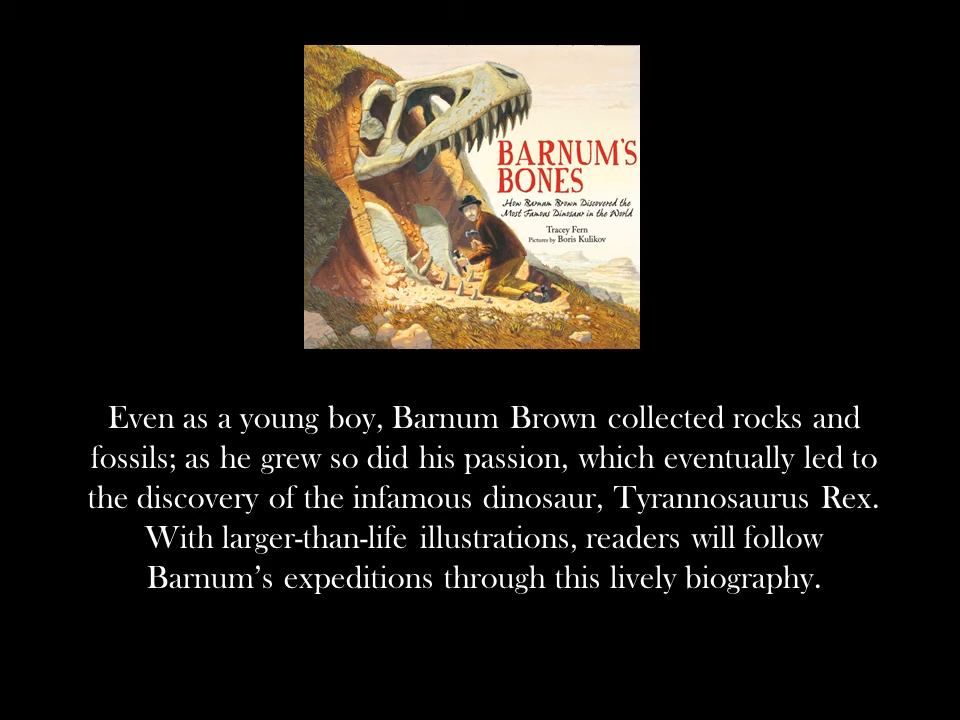 BARNUM'S
BONES
How Barnum Brown Discovered the
Most Famous Dinosaur in the World
Tracey Fern
Pictures by Boris Kulikov
Even as a young boy, Barnum Brown collected rocks and
fossils; as he grew so did his passion, which eventually led to
the discovery of the infamous dinosaur, Tyrannosaurus Rex.
With larger-than-life illustrations, readers will follow
Barnum’s expeditions through this lively biography.